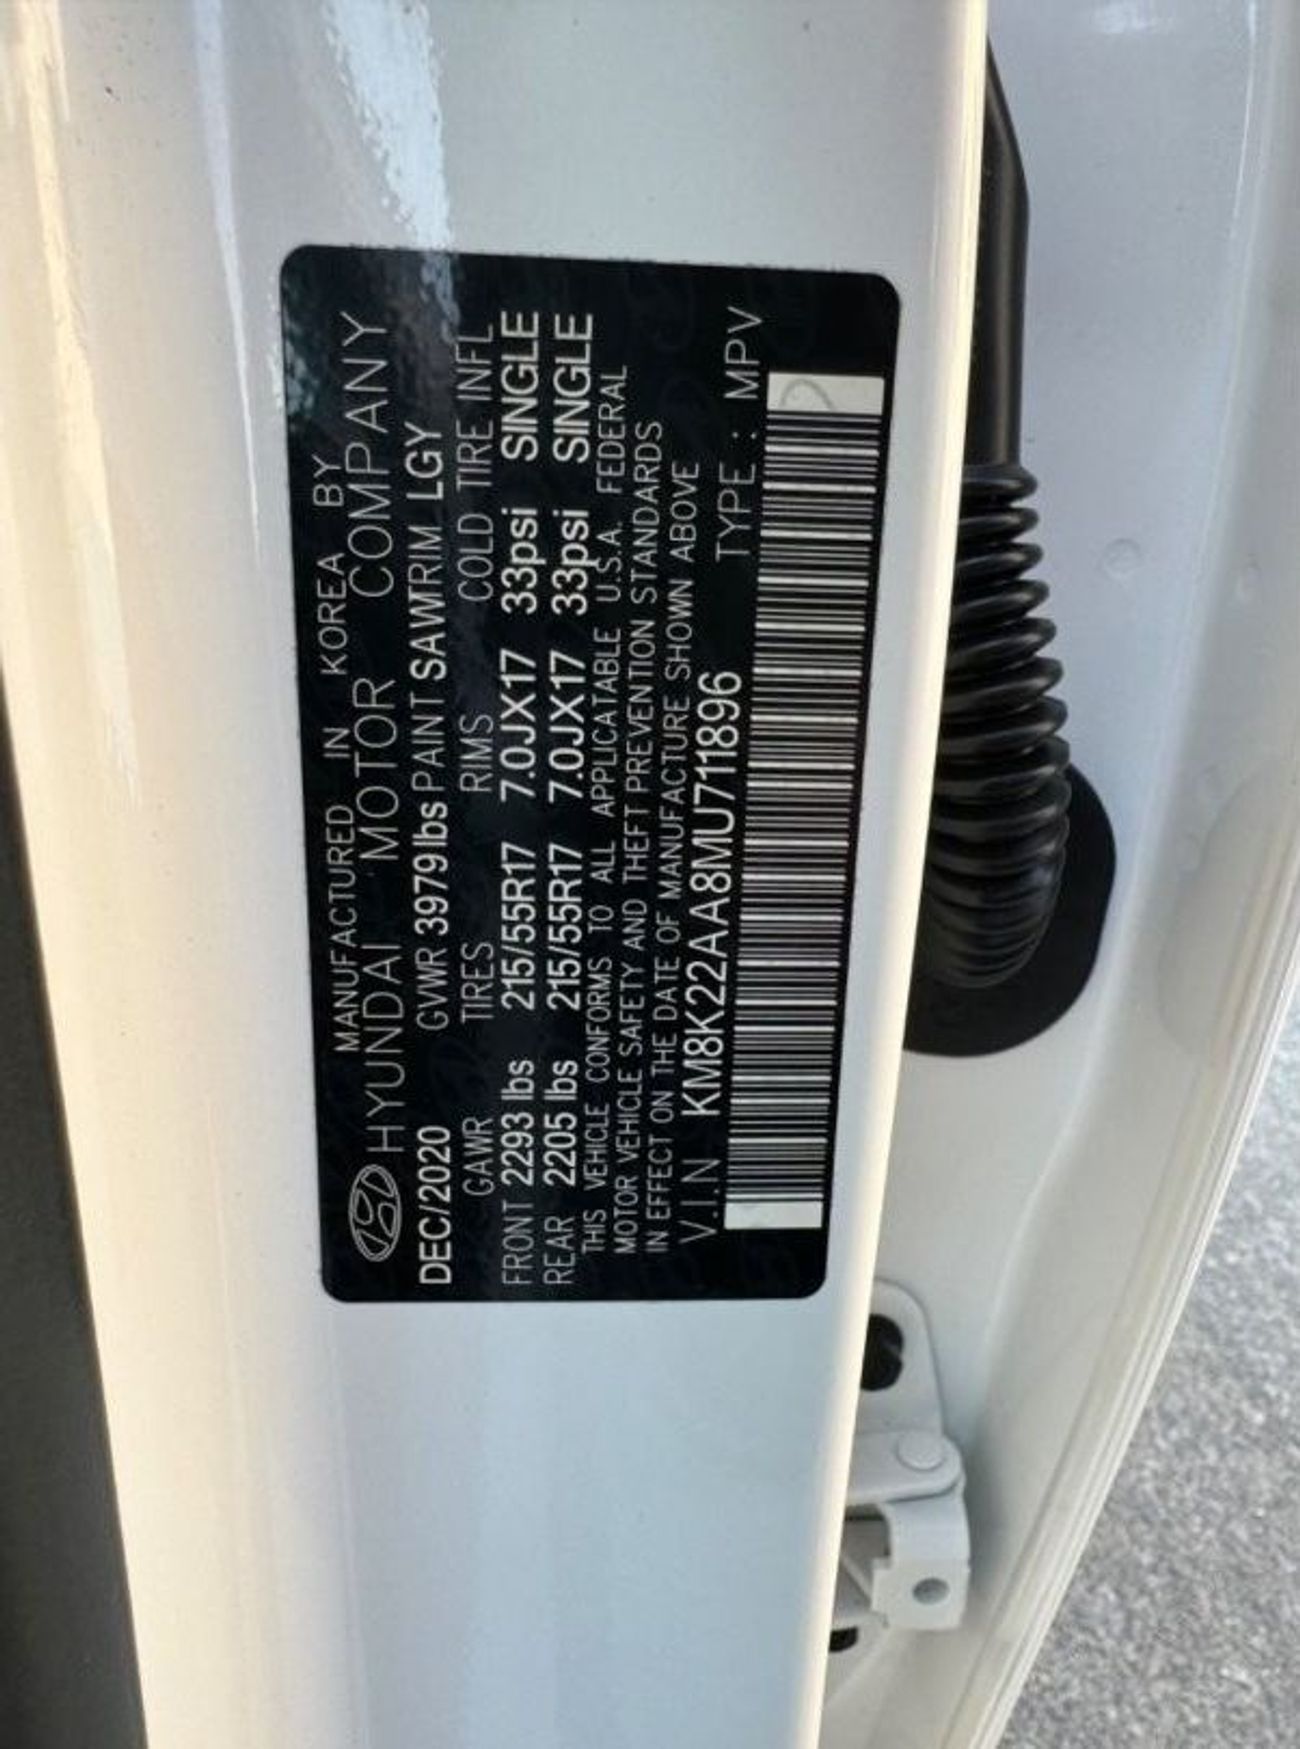 MANUFACTURED IN KOREA BY
HYUNDAI MOTOR COMPANY
DEC/2020 GVWR 3979lbs PAINT SAW TRIM LGY
GAWR TIRES RIMS COLD TIRE INFL
FRONT 2293 lbs 215/55R17 7.0JX17 33psi SINGLE
REAR 2205 lbs 215/55R17 7.0JX17 33psi SINGLE
THIS VEHICLE CONFORMS TO ALL APPLICATABLE U.S.A. FEDERAL
MOTOR VEHICLE SAFETY AND THEFT PREVENTION STANDARDS
IN EFFECT ON THE DATE OF MANUFACTURE SHOWN ABOVE
V.I.N KM8K22AA8MU711896 TYPE : MPV